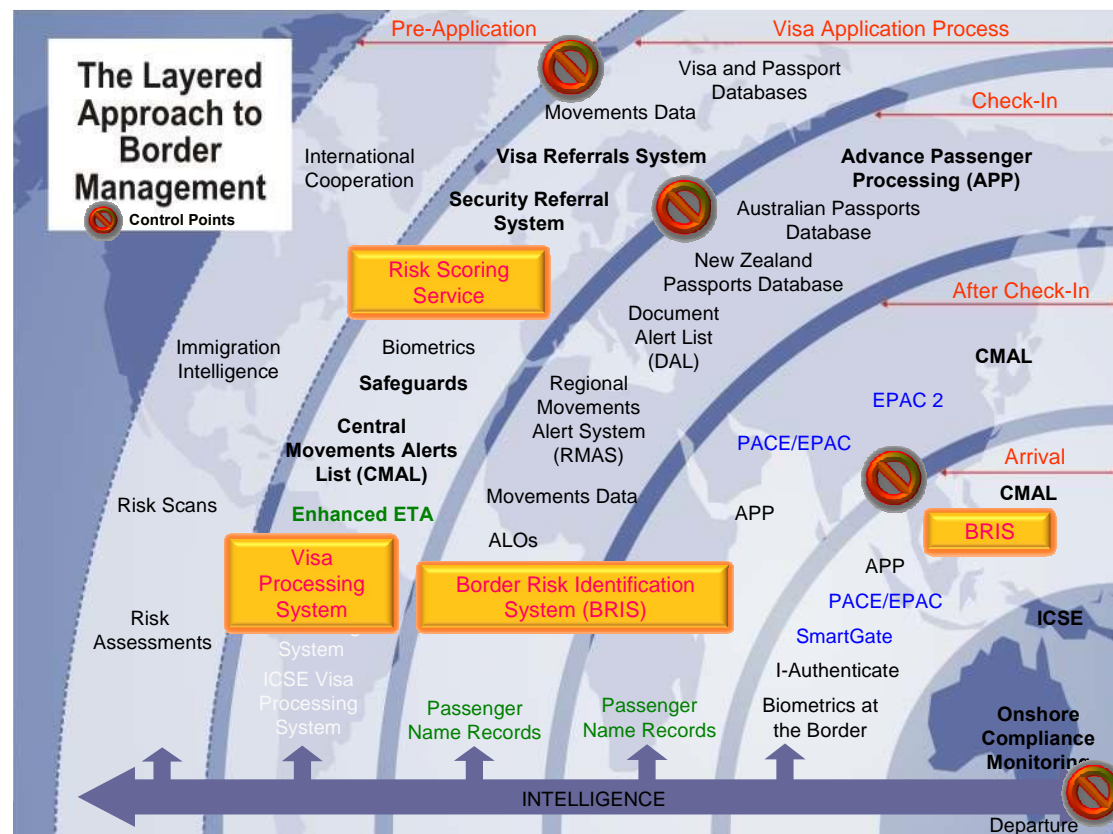 The Layered
Approach to
Border
Management
Control Points
Pre-Application
Visa Application Process
Check-In
After Check-In
Arrival
Visa and Passport
Databases
Movements Data
International
Cooperation
Visa Referrals System
Security Referral
System
Risk Scoring
Service
Immigration
Intelligence
Biometrics
Safeguards
Central
Movements Alerts
List (CMAL)
Risk Scans
Enhanced ETA
Visa
Processing
System
Risk
Assessments
System
ICSE Visa
Processing
System
Advance Passenger
Processing (APP)
Australian Passports
Database
New Zealand
Passports Database
Document
Alert List
(DAL)
Regional
Movements
Alert System
(RMAS)
Movements Data
ALOs
Border Risk Identification
System (BRIS)
Passenger
Name Records
Passenger
Name Records
CMAL
EPAC 2
PACE/EPAC
APP
CMAL
BRIS
APP
PACE/EPAC
SmartGate
I-Authenticate
Biometrics at
the Border
ICSE
Onshore
Compliance
Monitoring
Departure
INTELLIGENCE